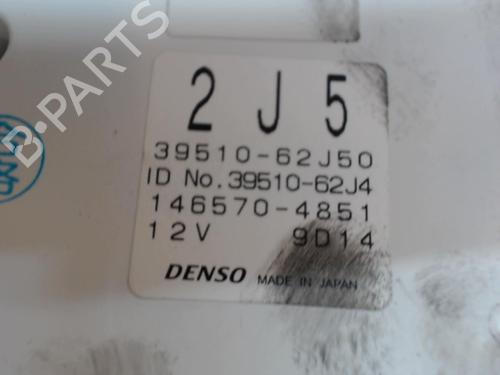 B-PARTS
2 J 5
39510-62J50
ID No.39510-62J4
146570-4851
12V 9D14
DENSO MADE IN JAPAN